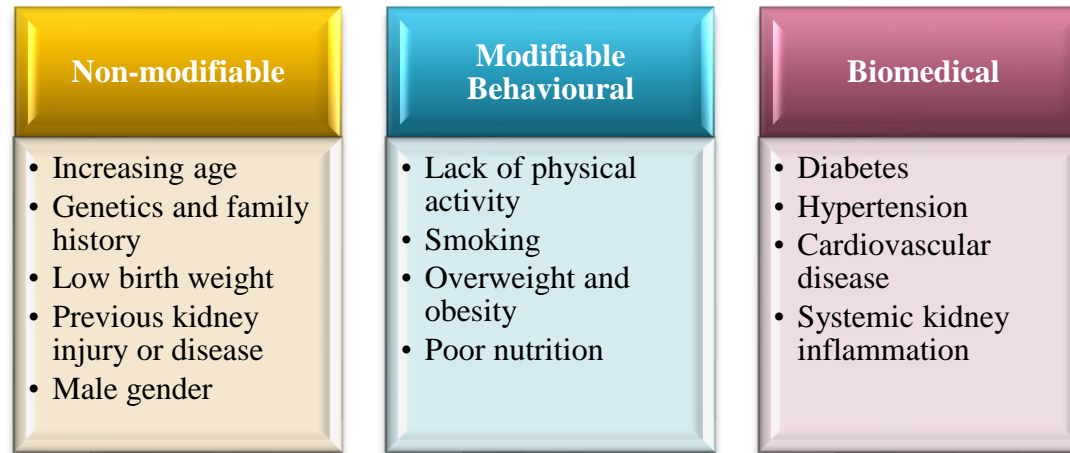 Non-modifiable
• Increasing age
• Genetics and family
history
• Low birth weight
• Previous kidney
injury or disease
• Male gender
Modifiable
Behavioural
• Lack of physical
activity
• Smoking
• Overweight and
obesity
• Poor nutrition
Biomedical
• Diabetes
• Hypertension
• Cardiovascular
disease
• Systemic kidney
inflammation